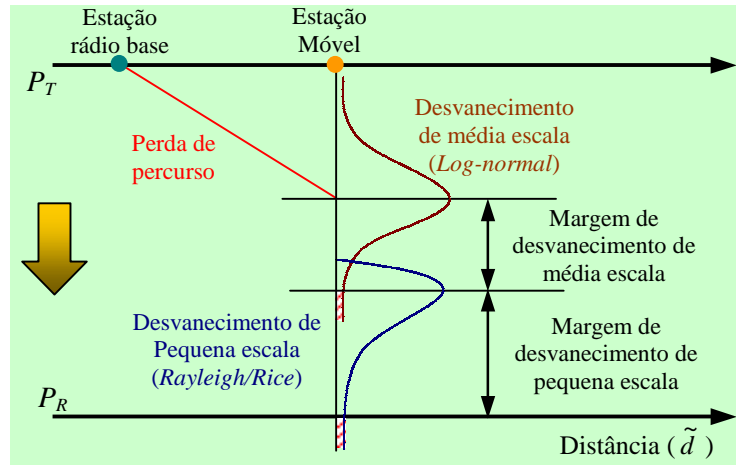 Estação
rádio base
Estação
Móvel
P_T
Perda de
percurso
Desvanecimento
de média escala
(Log-normal)
Margem de
desvanecimento de
média escala
Desvanecimento de
Pequena escala
(Rayleigh/Rice)
Margem de
desvanecimento de
pequena escala
P_R
Distância ( d̃ )